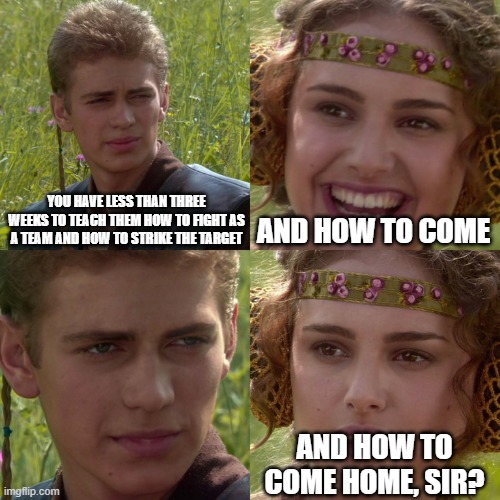 YOU HAVE LESS THAN THREE
WEEKS TO TEACH THEM HOW TO FIGHT AS
A TEAM AND HOW TO STRIKE THE TARGET
AND HOW TO COME
AND HOW TO
COME HOME, SIR?
imgflip.com